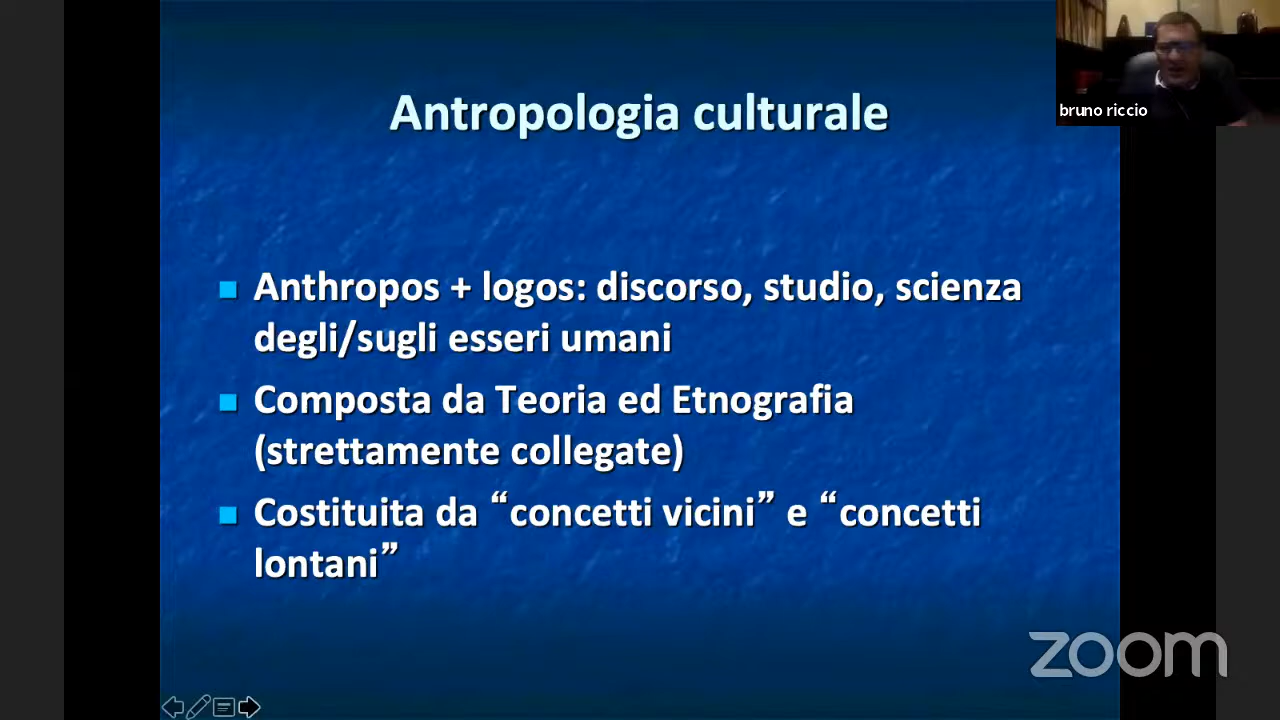 bruno riccio
Antropologia culturale
Anthropos + logos: discorso, studio, scienza
degli/sugli esseri umani
Composta da Teoria ed Etnografia
(strettamente collegate)
Costituita da “concetti vicini” e “concetti
lontani”
zoom